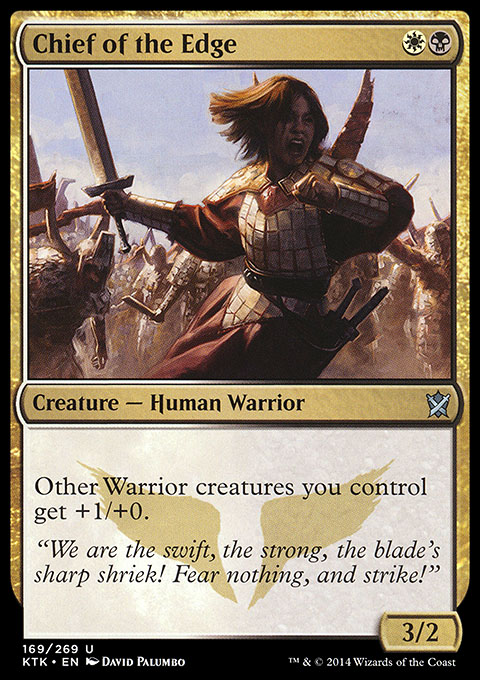 Chief of the Edge
Creature — Human Warrior
Other Warrior creatures you control
get +1/+0.
“We are the swift, the strong, the blade’s
sharp shriek! Fear nothing, and strike!”
3/2
169/269 U
KTK • EN David Palumbo
™ & © 2014 Wizards of the Coast